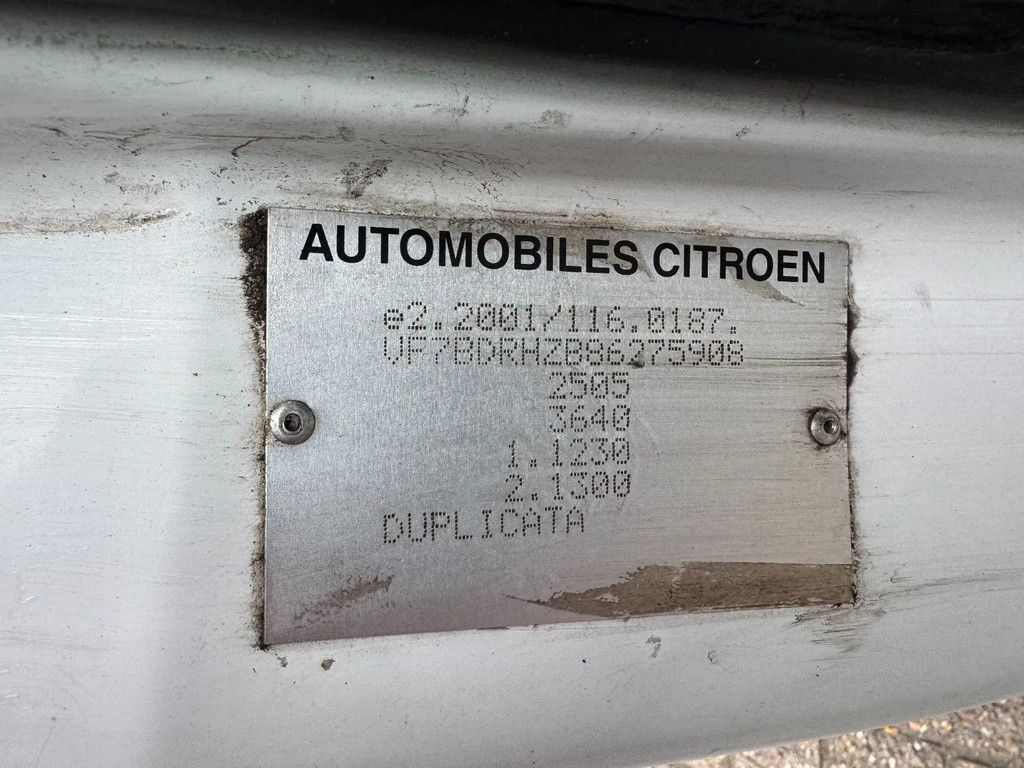 AUTOMOBILES CITROEN
e2.2001/116.0187.
VF7BDRHZB86275908
2505
3640
1.1230
2.1300
DUPLICATA